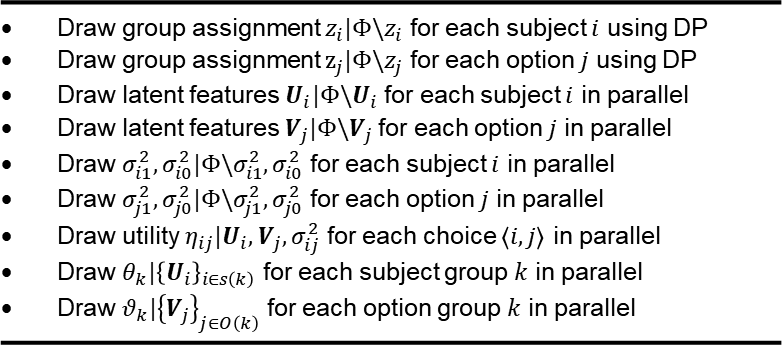 • Draw group assignment z_i|Φ\z_i for each subject i using DP
• Draw group assignment z_j|Φ\z_j for each option j using DP
• Draw latent features U_i|Φ\U_i for each subject i in parallel
• Draw latent features V_j|Φ\V_j for each option j in parallel
• Draw σ_{i1}^2, σ_{i0}^2|Φ\σ_{i1}^2, σ_{i0}^2 for each subject i in parallel
• Draw σ_{j1}^2, σ_{j0}^2|Φ\σ_{j1}^2, σ_{j0}^2 for each option j in parallel
• Draw utility η_{ij}|U_i, V_j, σ_{ij}^2 for each choice ⟨i, j⟩ in parallel
• Draw θ_k|{U_i}_{i∈s(k)} for each subject group k in parallel
• Draw ϑ_k|{V_j}_{j∈O(k)} for each option group k in parallel